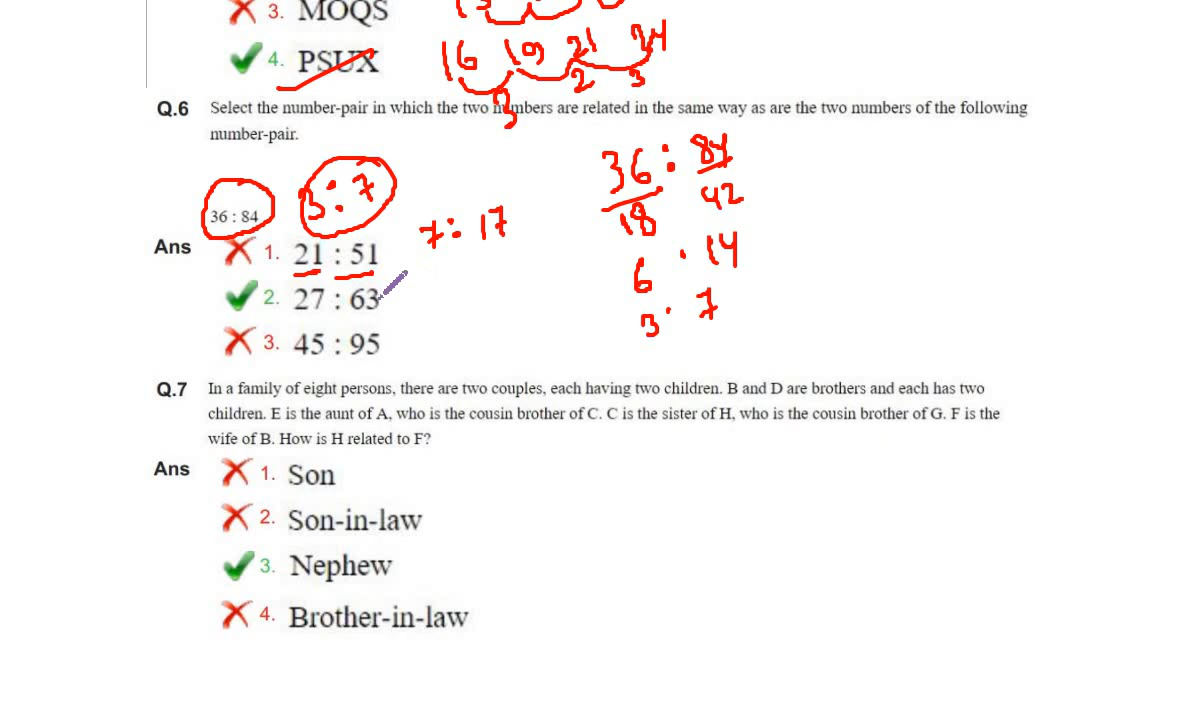 3. MOQS
4. PSUX
16 19 21 24
3 2 3
Q.6 Select the number-pair in which the two numbers are related in the same way as are the two numbers of the following
number-pair.
36 : 84 3 : 7
36 : 84
18 42
6 . 14
3 . 7
7 : 17
Ans 1. 21 : 51
2. 27 : 63
3. 45 : 95
Q.7 In a family of eight persons, there are two couples, each having two children. B and D are brothers and each has two
children. E is the aunt of A, who is the cousin brother of C. C is the sister of H, who is the cousin brother of G. F is the
wife of B. How is H related to F?
Ans 1. Son
2. Son-in-law
3. Nephew
4. Brother-in-law